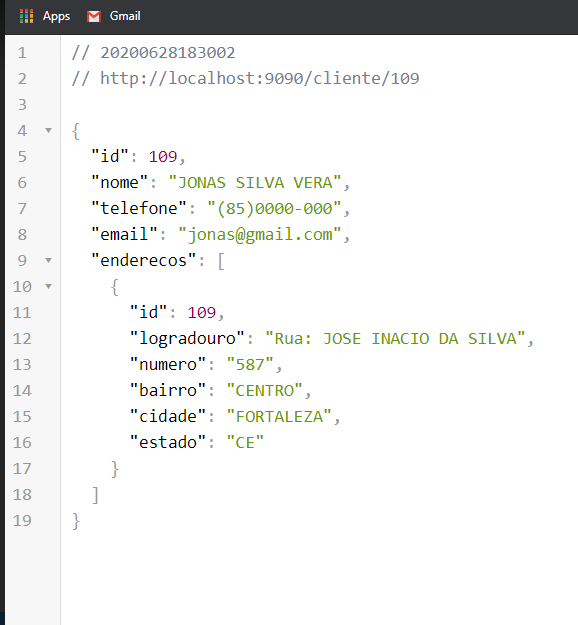 Apps Gmail
1 // 20200628183002
2 // http://localhost:9090/cliente/109
3
4 {
5 "id": 109,
6 "nome": "JONAS SILVA VERA",
7 "telefone": "(85)0000-000",
8 "email": "jonas@gmail.com",
9 "enderecos": [
10 {
11 "id": 109,
12 "logradouro": "Rua: JOSE INACIO DA SILVA",
13 "numero": "587",
14 "bairro": "CENTRO",
15 "cidade": "FORTALEZA",
16 "estado": "CE"
17 }
18 ]
19 }